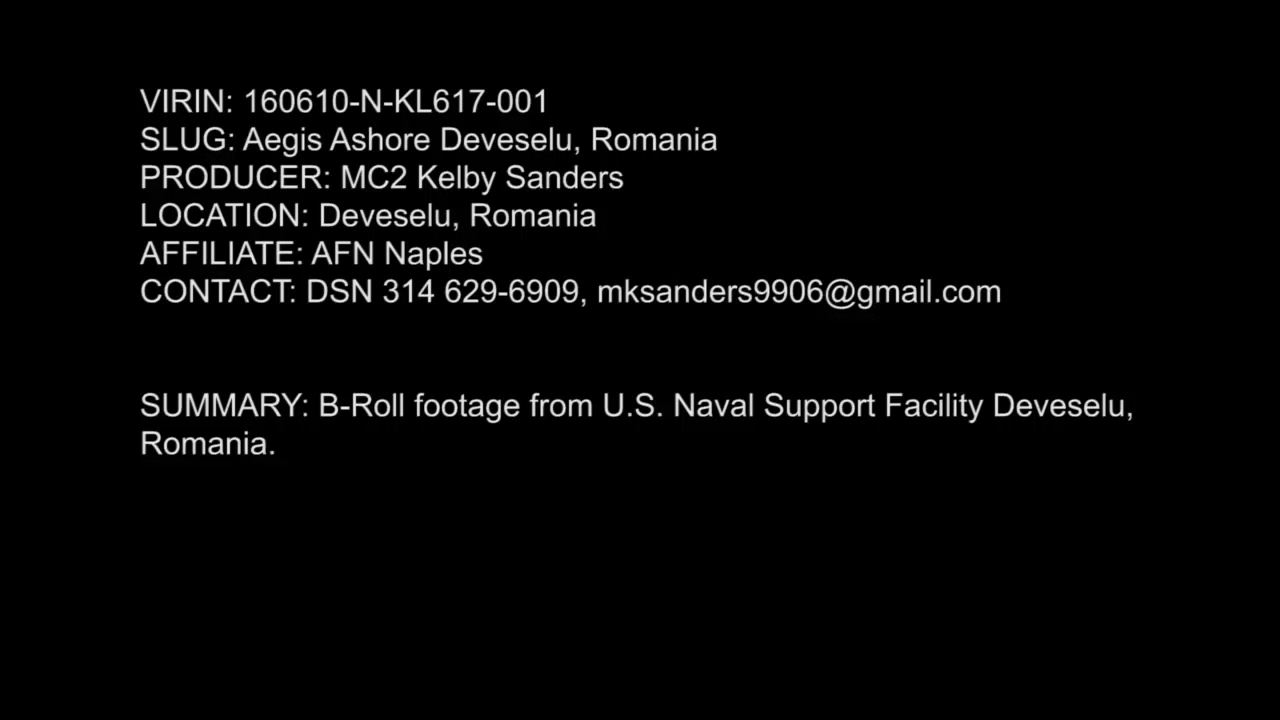 VIRIN: 160610-N-KL617-001
SLUG: Aegis Ashore Deveselu, Romania
PRODUCER: MC2 Kelby Sanders
LOCATION: Deveselu, Romania
AFFILIATE: AFN Naples
CONTACT: DSN 314 629-6909, mksanders9906@gmail.com
SUMMARY: B-Roll footage from U.S. Naval Support Facility Deveselu,
Romania.